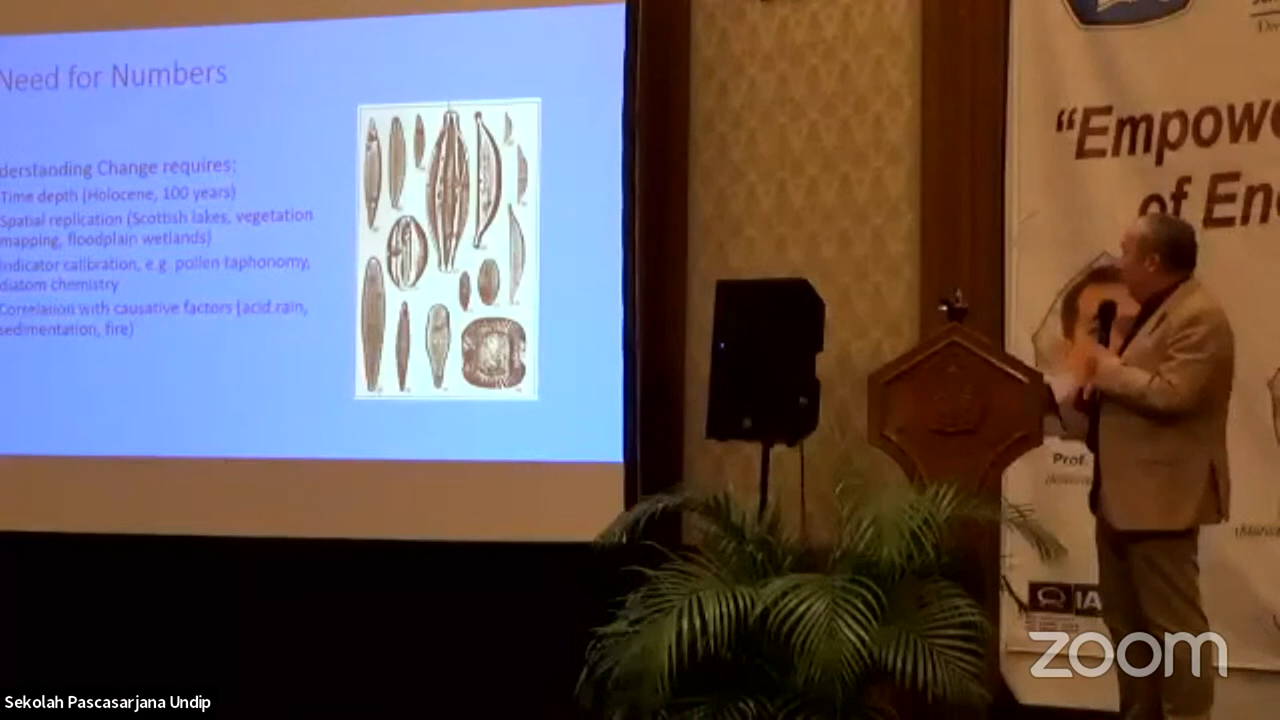 Need for Numbers
derstanding Change requires:
Time depth (Holocene, 100 years)
Spatial replication (Scottish lakes, vegetation
mapping, floodplain wetlands)
Indicator calibration, e.g. pollen taphonomy,
diatom chemistry
Correlation with causative factors (acid rain,
sedimentation, fire)
“Empowe
of En
Prof.
IA
zoom
Sekolah Pascasarjana Undip